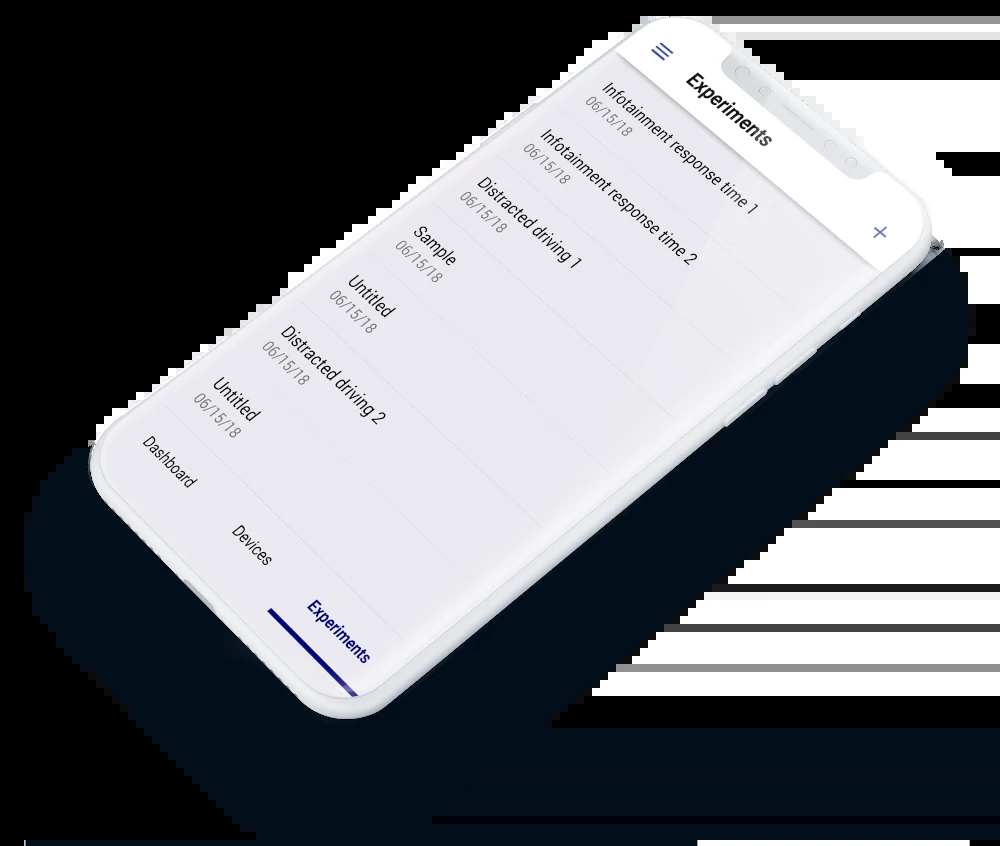 Experiments
Infotainment response time 1
06/15/18
Infotainment response time 2
06/15/18
Distracted driving 1
06/15/18
Sample
06/15/18
Untitled
06/15/18
Distracted driving 2
06/15/18
Untitled
06/15/18
Dashboard
Devices
Experiments